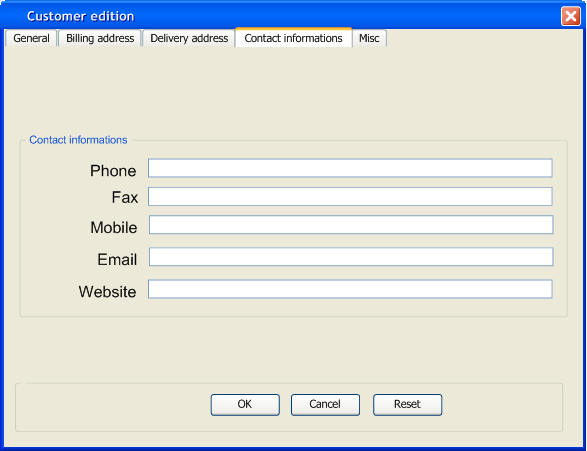 Customer edition
General Billing address Delivery address Contact informations Misc
Contact informations
Phone
Fax
Mobile
Email
Website
OK Cancel Reset